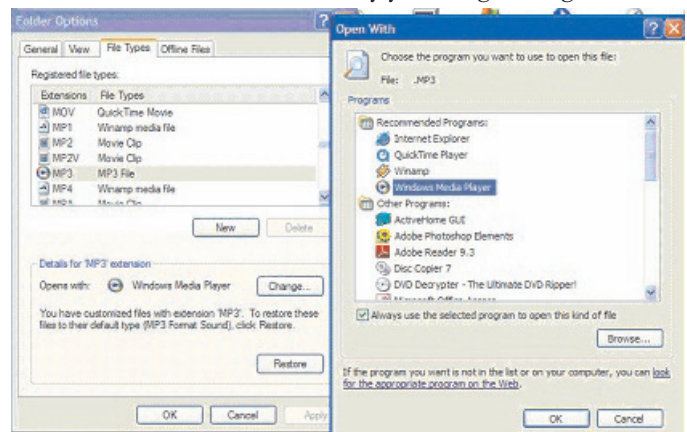 Folder Options
General View File Types Offline Files
Registered file types:
Extensions File Types
MOV QuickTime Movie
MP1 Winamp media file
MP2 Movie Clip
MP2V Movie Clip
MP3 MP3 File
MP4 Winamp media file
Movie Clip
New Delete
Details for 'MP3' extension
Opens with: Windows Media Player Change...
You have customized files with extension 'MP3'. To restore these
files to their default type (MP3 Format Sound), click Restore.
Restore
OK Cancel Apply
Open With
Choose the program you want to use to open this file:
File: .MP3
Programs
Recommended Programs:
Internet Explorer
QuickTime Player
Winamp
Windows Media Player
Other Programs:
ActiveHome GUI
Adobe Photoshop Elements
Adobe Reader 9.3
Disc Copier 7
DVD Decrypter - The Ultimate DVD Ripper!
Microsoft Office Access
Always use the selected program to open this kind of file
Browse...
If the program you want is not in the list or on your computer, you can look
for the appropriate program on the Web.
OK Cancel